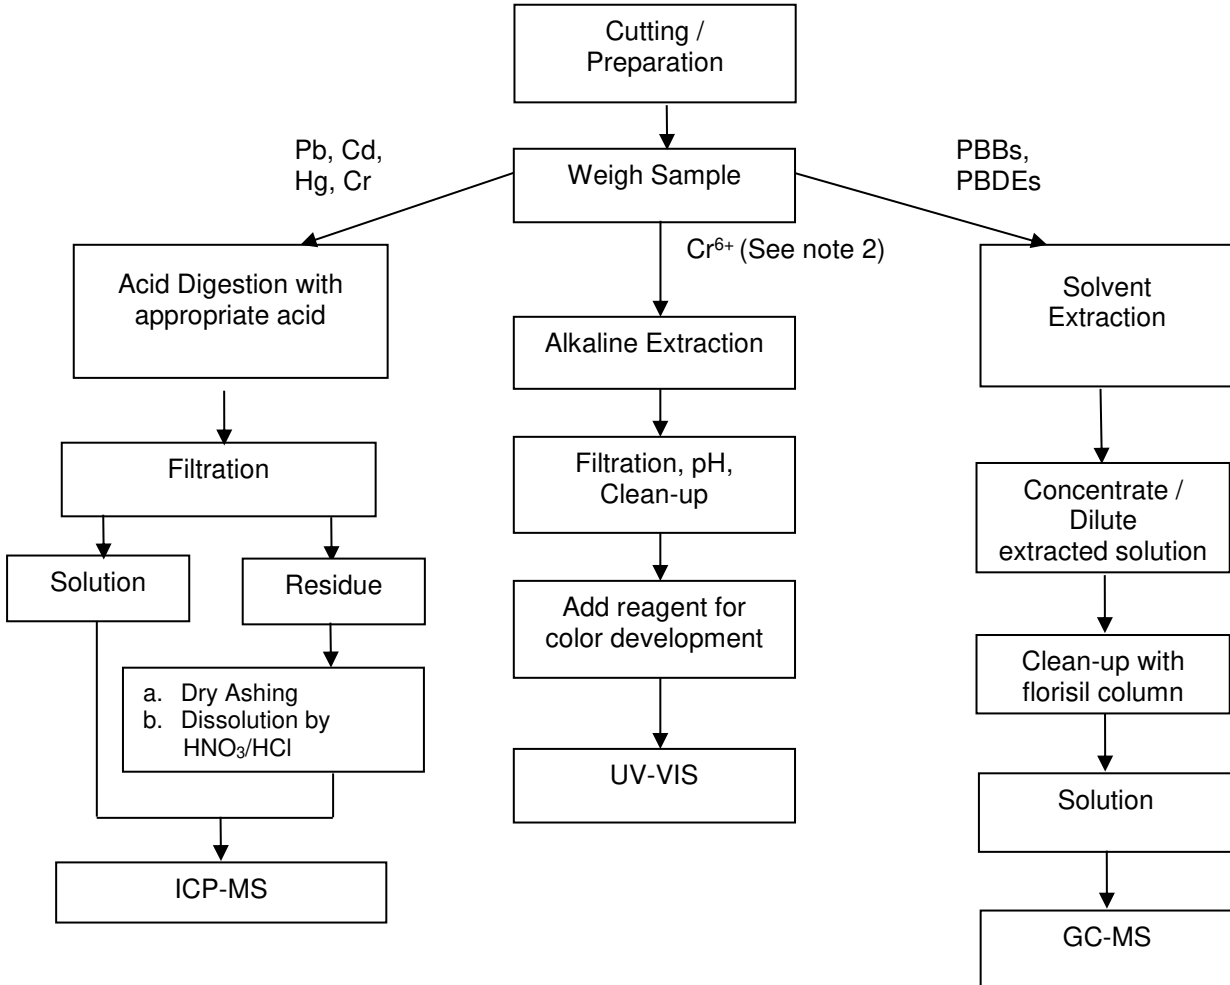 Cutting /
Preparation
Pb, Cd,
Hg, Cr
Weigh Sample
PBBs,
PBDEs
Cr⁶⁺ (See note 2)
Acid Digestion with
appropriate acid
Filtration
Solution
Residue
a. Dry Ashing
b. Dissolution by
HNO₃/HCl
ICP-MS
Alkaline Extraction
Filtration, pH,
Clean-up
Add reagent for
color development
UV-VIS
Solvent
Extraction
Concentrate /
Dilute
extracted solution
Clean-up with
florisil column
Solution
GC-MS